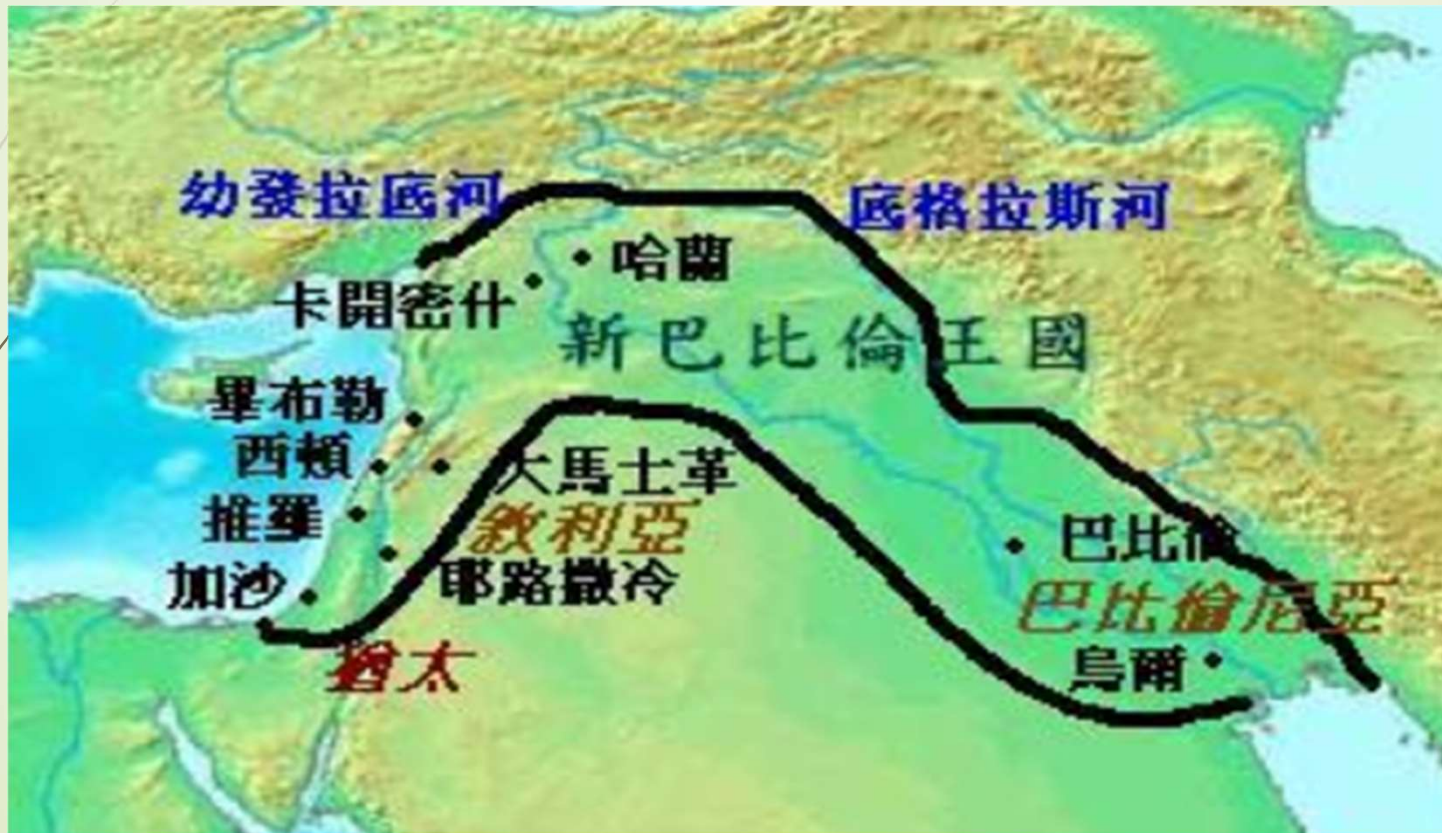 幼發拉底河
底格拉斯河
哈蘭
卡開密什
新巴比倫王國
畢布勒
西頓
大馬士革
推羅
敘利亞
巴比倫
加沙
耶路撒冷
巴比倫尼亞
猶太
烏爾